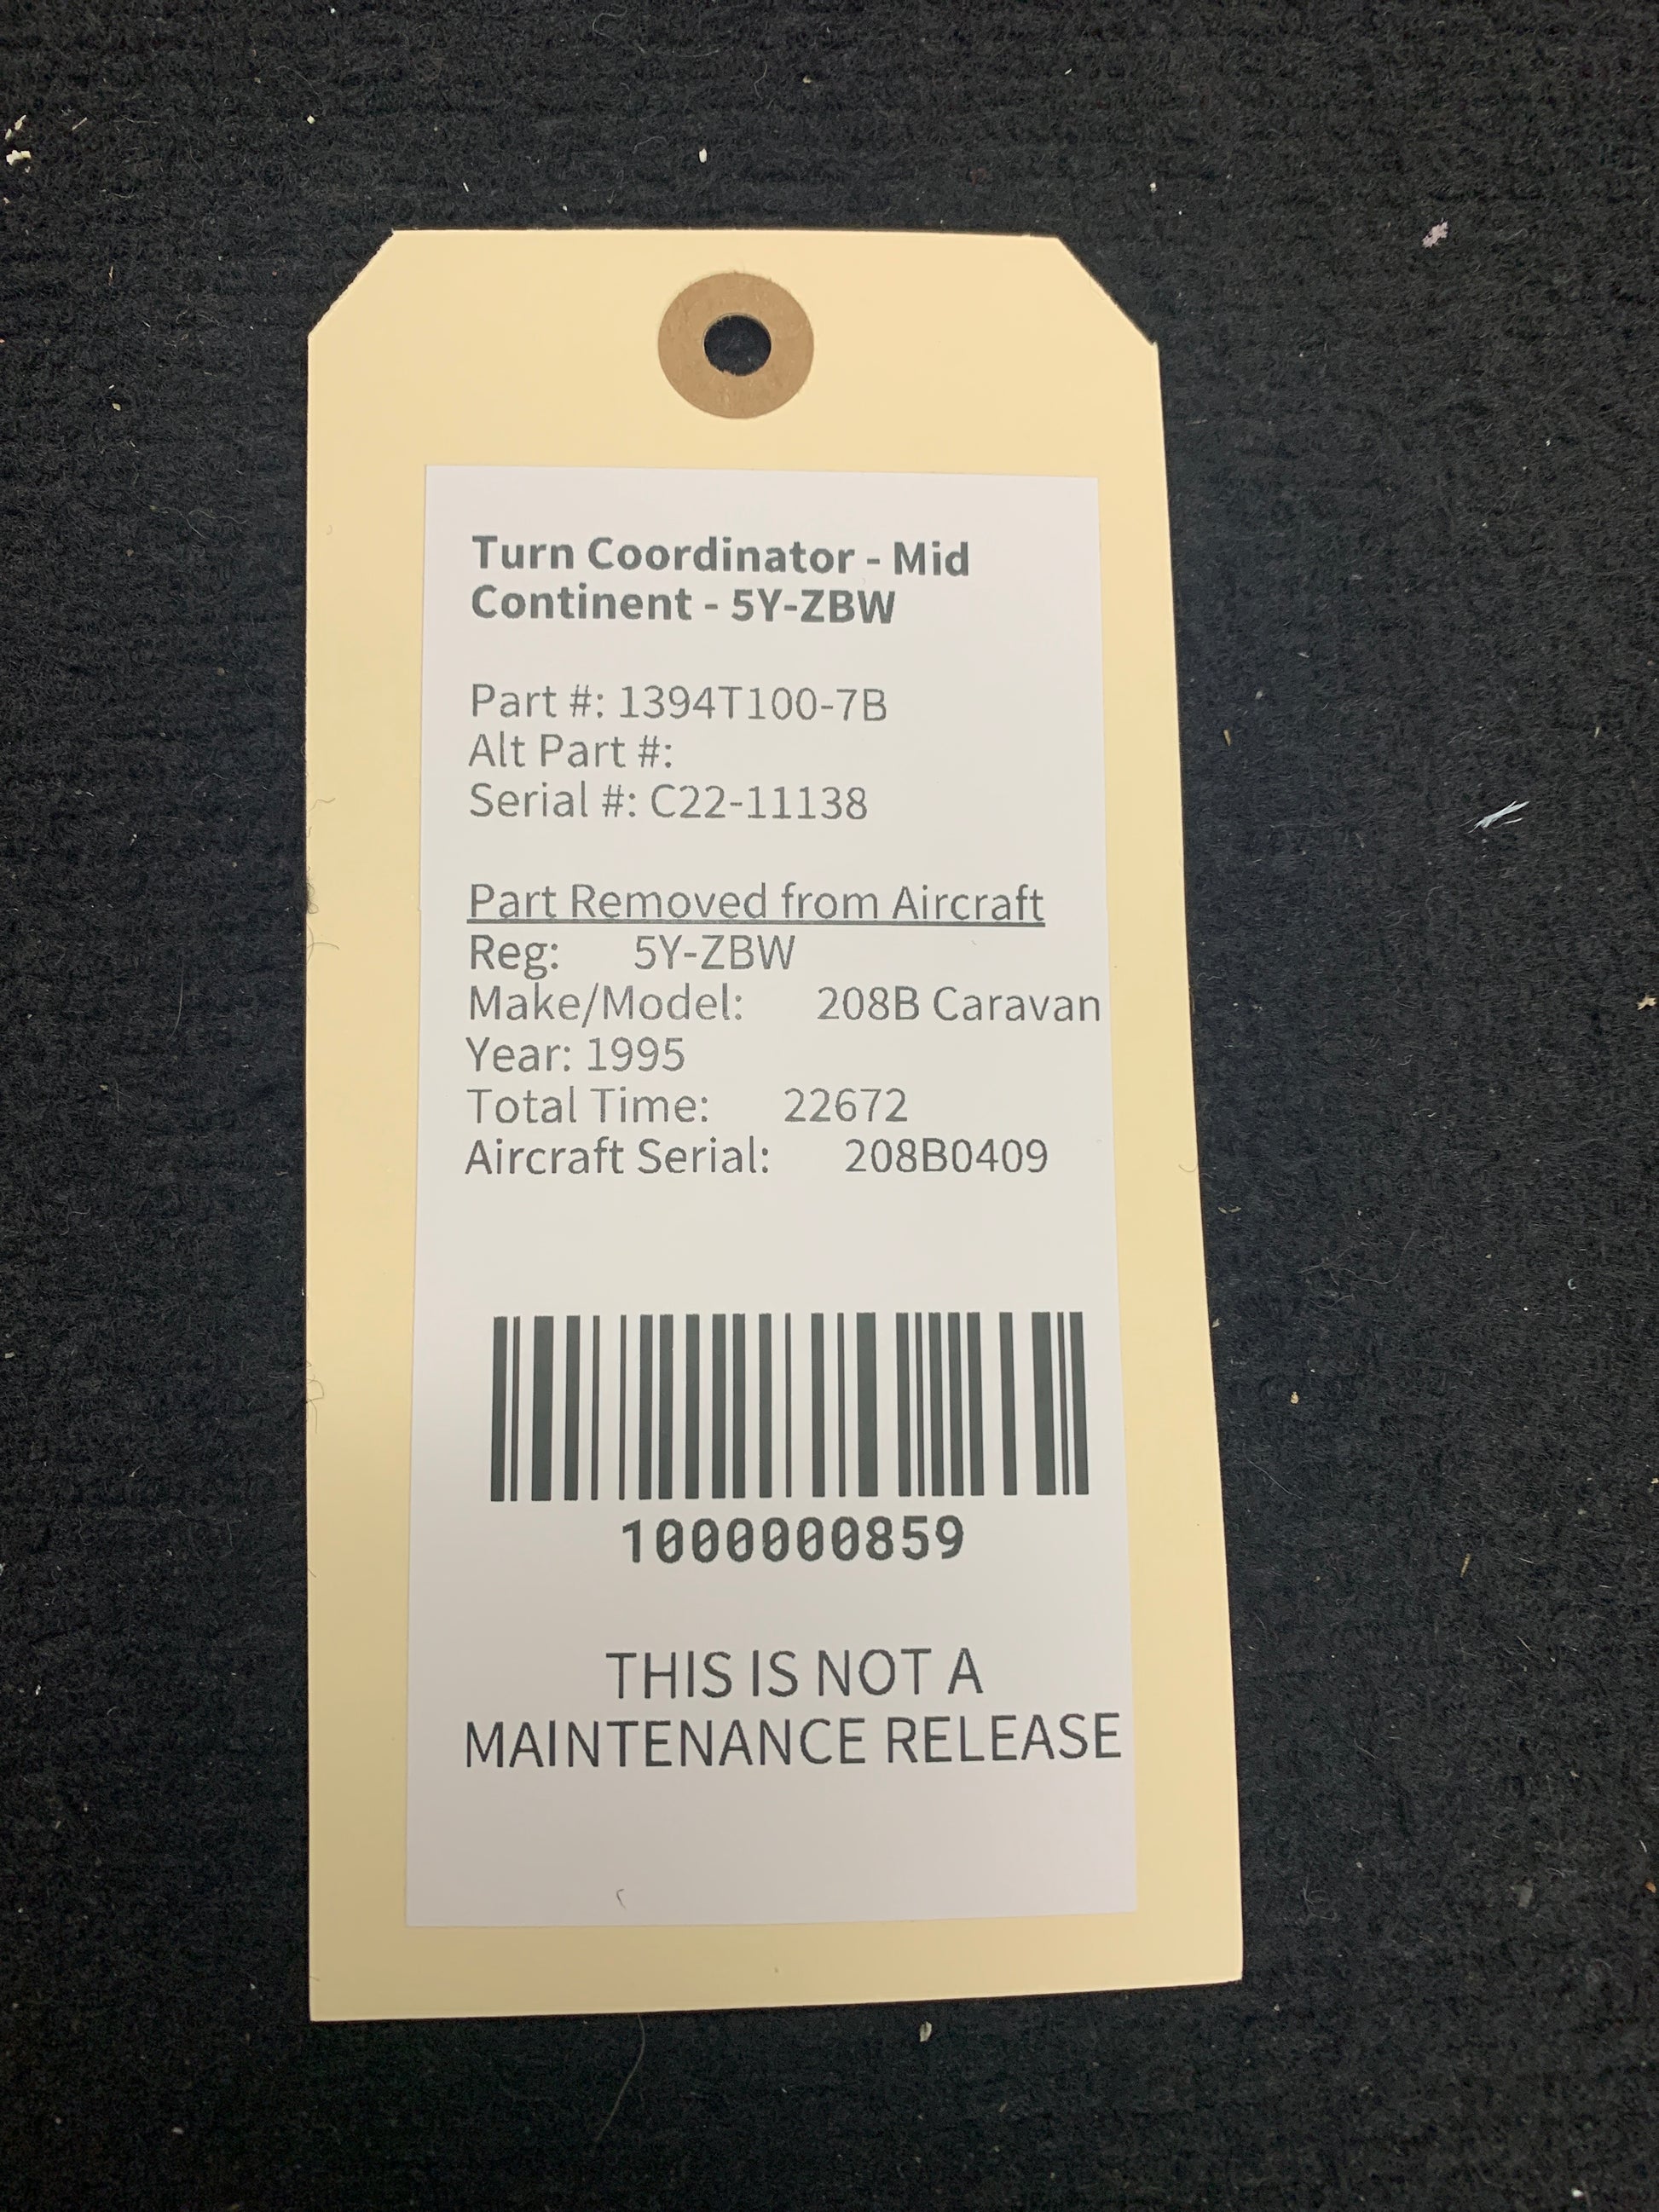 Turn Coordinator - Mid
Continent - 5Y-ZBW
Part #: 1394T100-7B
Alt Part #:
Serial #: C22-11138
Part Removed from Aircraft
Reg: 5Y-ZBW
Make/Model: 208B Caravan
Year: 1995
Total Time: 22672
Aircraft Serial: 208B0409
1000000859
THIS IS NOT A
MAINTENANCE RELEASE